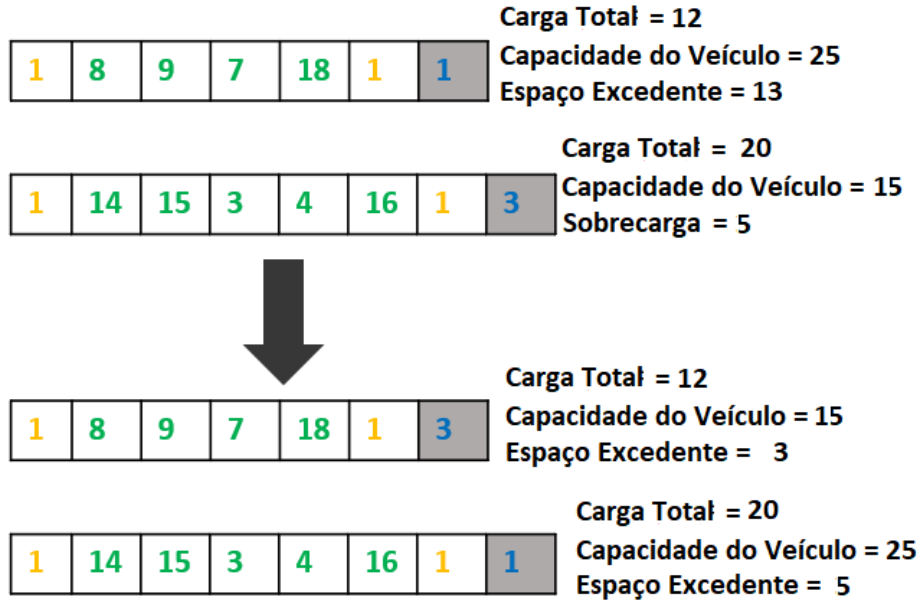 Carga Total = 12
1 8 9 7 18 1 1
Capacidade do Veículo = 25
Espaço Excedente = 13
Carga Total = 20
1 14 15 3 4 16 1 3
Capacidade do Veículo = 15
Sobrecarga = 5
Carga Total = 12
1 8 9 7 18 1 3
Capacidade do Veículo = 15
Espaço Excedente = 3
Carga Total = 20
1 14 15 3 4 16 1 1
Capacidade do Veículo = 25
Espaço Excedente = 5